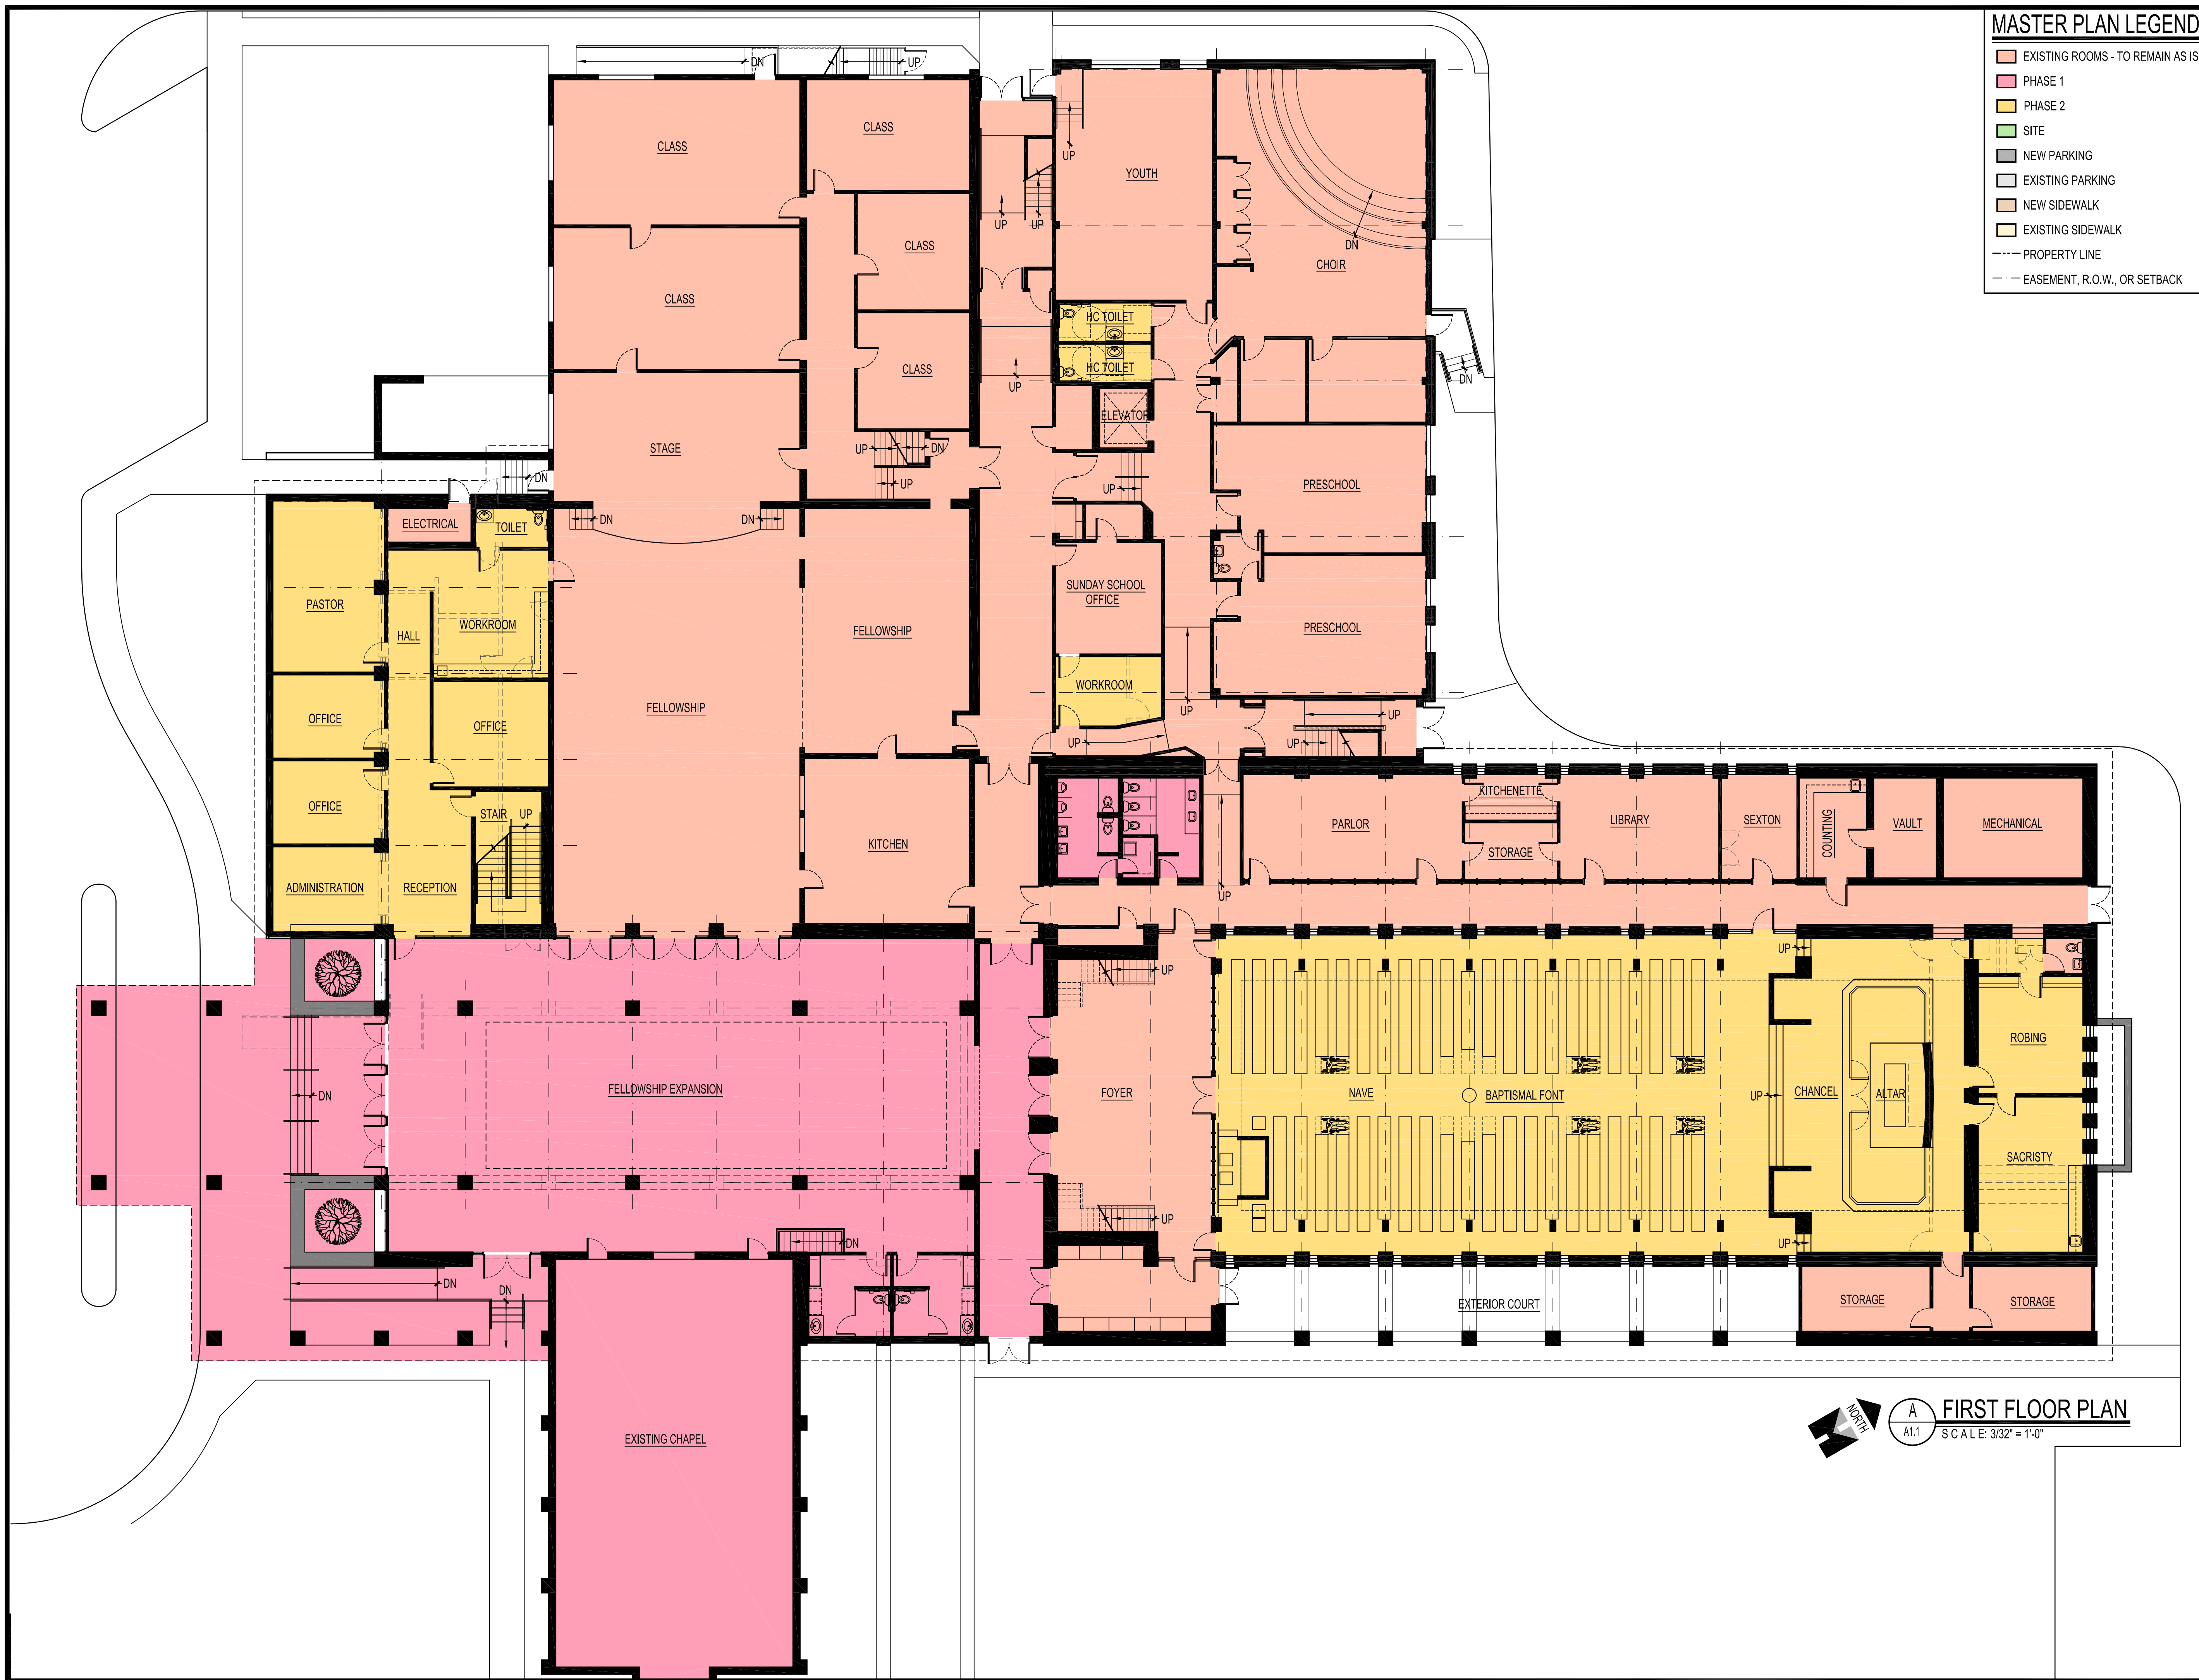 MASTER PLAN LEGEND
EXISTING ROOMS - TO REMAIN AS IS
PHASE 1
PHASE 2
SITE
NEW PARKING
EXISTING PARKING
NEW SIDEWALK
EXISTING SIDEWALK
PROPERTY LINE
EASEMENT, R.O.W., OR SETBACK
DN
UP
CLASS
CLASS
UP
YOUTH
UP
UP
CLASS
DN
CHOIR
CLASS
HC TOILET
CLASS
HC TOILET
UP
DN
ELEVATOR
STAGE
UP
DN
UP
UP
DN
PRESCHOOL
ELECTRICAL
TOILET
DN
DN
SUNDAY SCHOOL
OFFICE
PASTOR
HALL
WORKROOM
FELLOWSHIP
PRESCHOOL
WORKROOM
OFFICE
OFFICE
FELLOWSHIP
UP
UP
UP
UP
OFFICE
STAIR
UP
KITCHENETTE
PARLOR
LIBRARY
SEXTON
COUNTING
VAULT
MECHANICAL
KITCHEN
STORAGE
ADMINISTRATION
RECEPTION
UP
UP
UP
ROBING
DN
FELLOWSHIP EXPANSION
FOYER
NAVE
BAPTISMAL FONT
UP
CHANCEL
ALTAR
SACRISTY
UP
DN
UP
DN
DN
EXTERIOR COURT
STORAGE
STORAGE
EXISTING CHAPEL
NORTH
A
A1.1
FIRST FLOOR PLAN
SCALE: 3/32" = 1'-0"